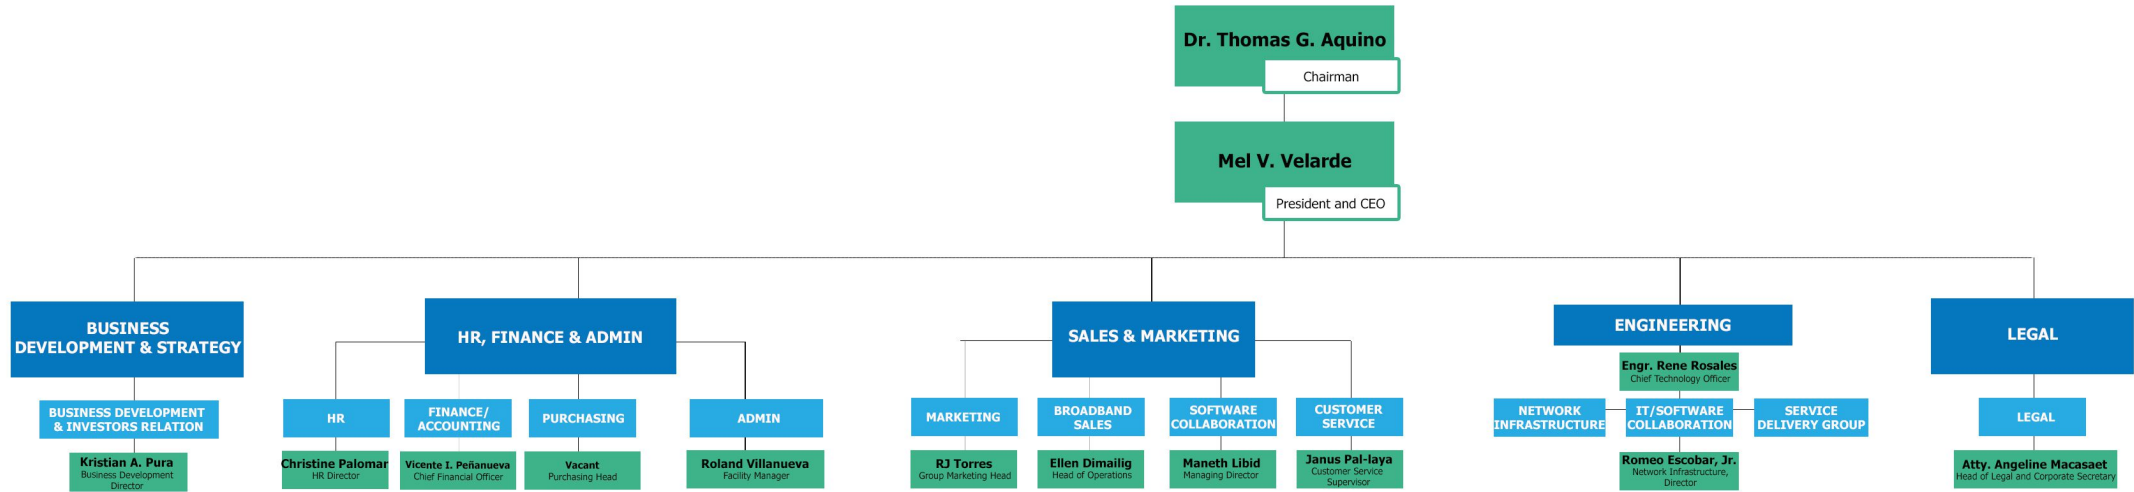 Dr. Thomas G. Aquino
Chairman
Mel V. Velarde
President and CEO
BUSINESS
DEVELOPMENT & STRATEGY
HR, FINANCE & ADMIN
SALES & MARKETING
ENGINEERING
LEGAL
Engr. Rene Rosales
Chief Technology Officer
BUSINESS DEVELOPMENT
& INVESTORS RELATION
HR
FINANCE/
ACCOUNTING
PURCHASING
ADMIN
MARKETING
BROADBAND
SALES
SOFTWARE
COLLABORATION
CUSTOMER
SERVICE
NETWORK
INFRASTRUCTURE
IT/SOFTWARE
COLLABORATION
SERVICE
DELIVERY GROUP
LEGAL
Kristian A. Pura
Business Development
Director
Christine Palomar
HR Director
Vicente I. Peñanueva
Chief Financial Officer
Vacant
Purchasing Head
Roland Villanueva
Facility Manager
RJ Torres
Group Marketing Head
Ellen Dimailig
Head of Operations
Maneth Libid
Managing Director
Janus Pal-laya
Customer Service
Supervisor
Romeo Escobar, Jr.
Network Infrastructure,
Director
Atty. Angeline Macasaet
Head of Legal and Corporate Secretary